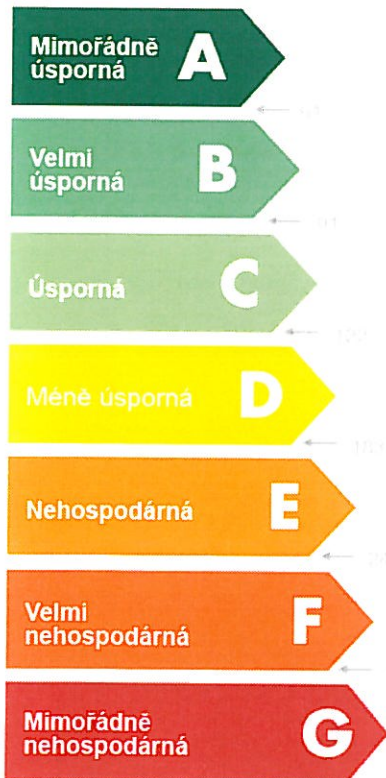 Mimořádně
úsporná A
Velmi
úsporná B
Úsporná C
Méně úsporná D
Nehospodárná E
Velmi
nehospodárná F
Mimořádně
nehospodárná G